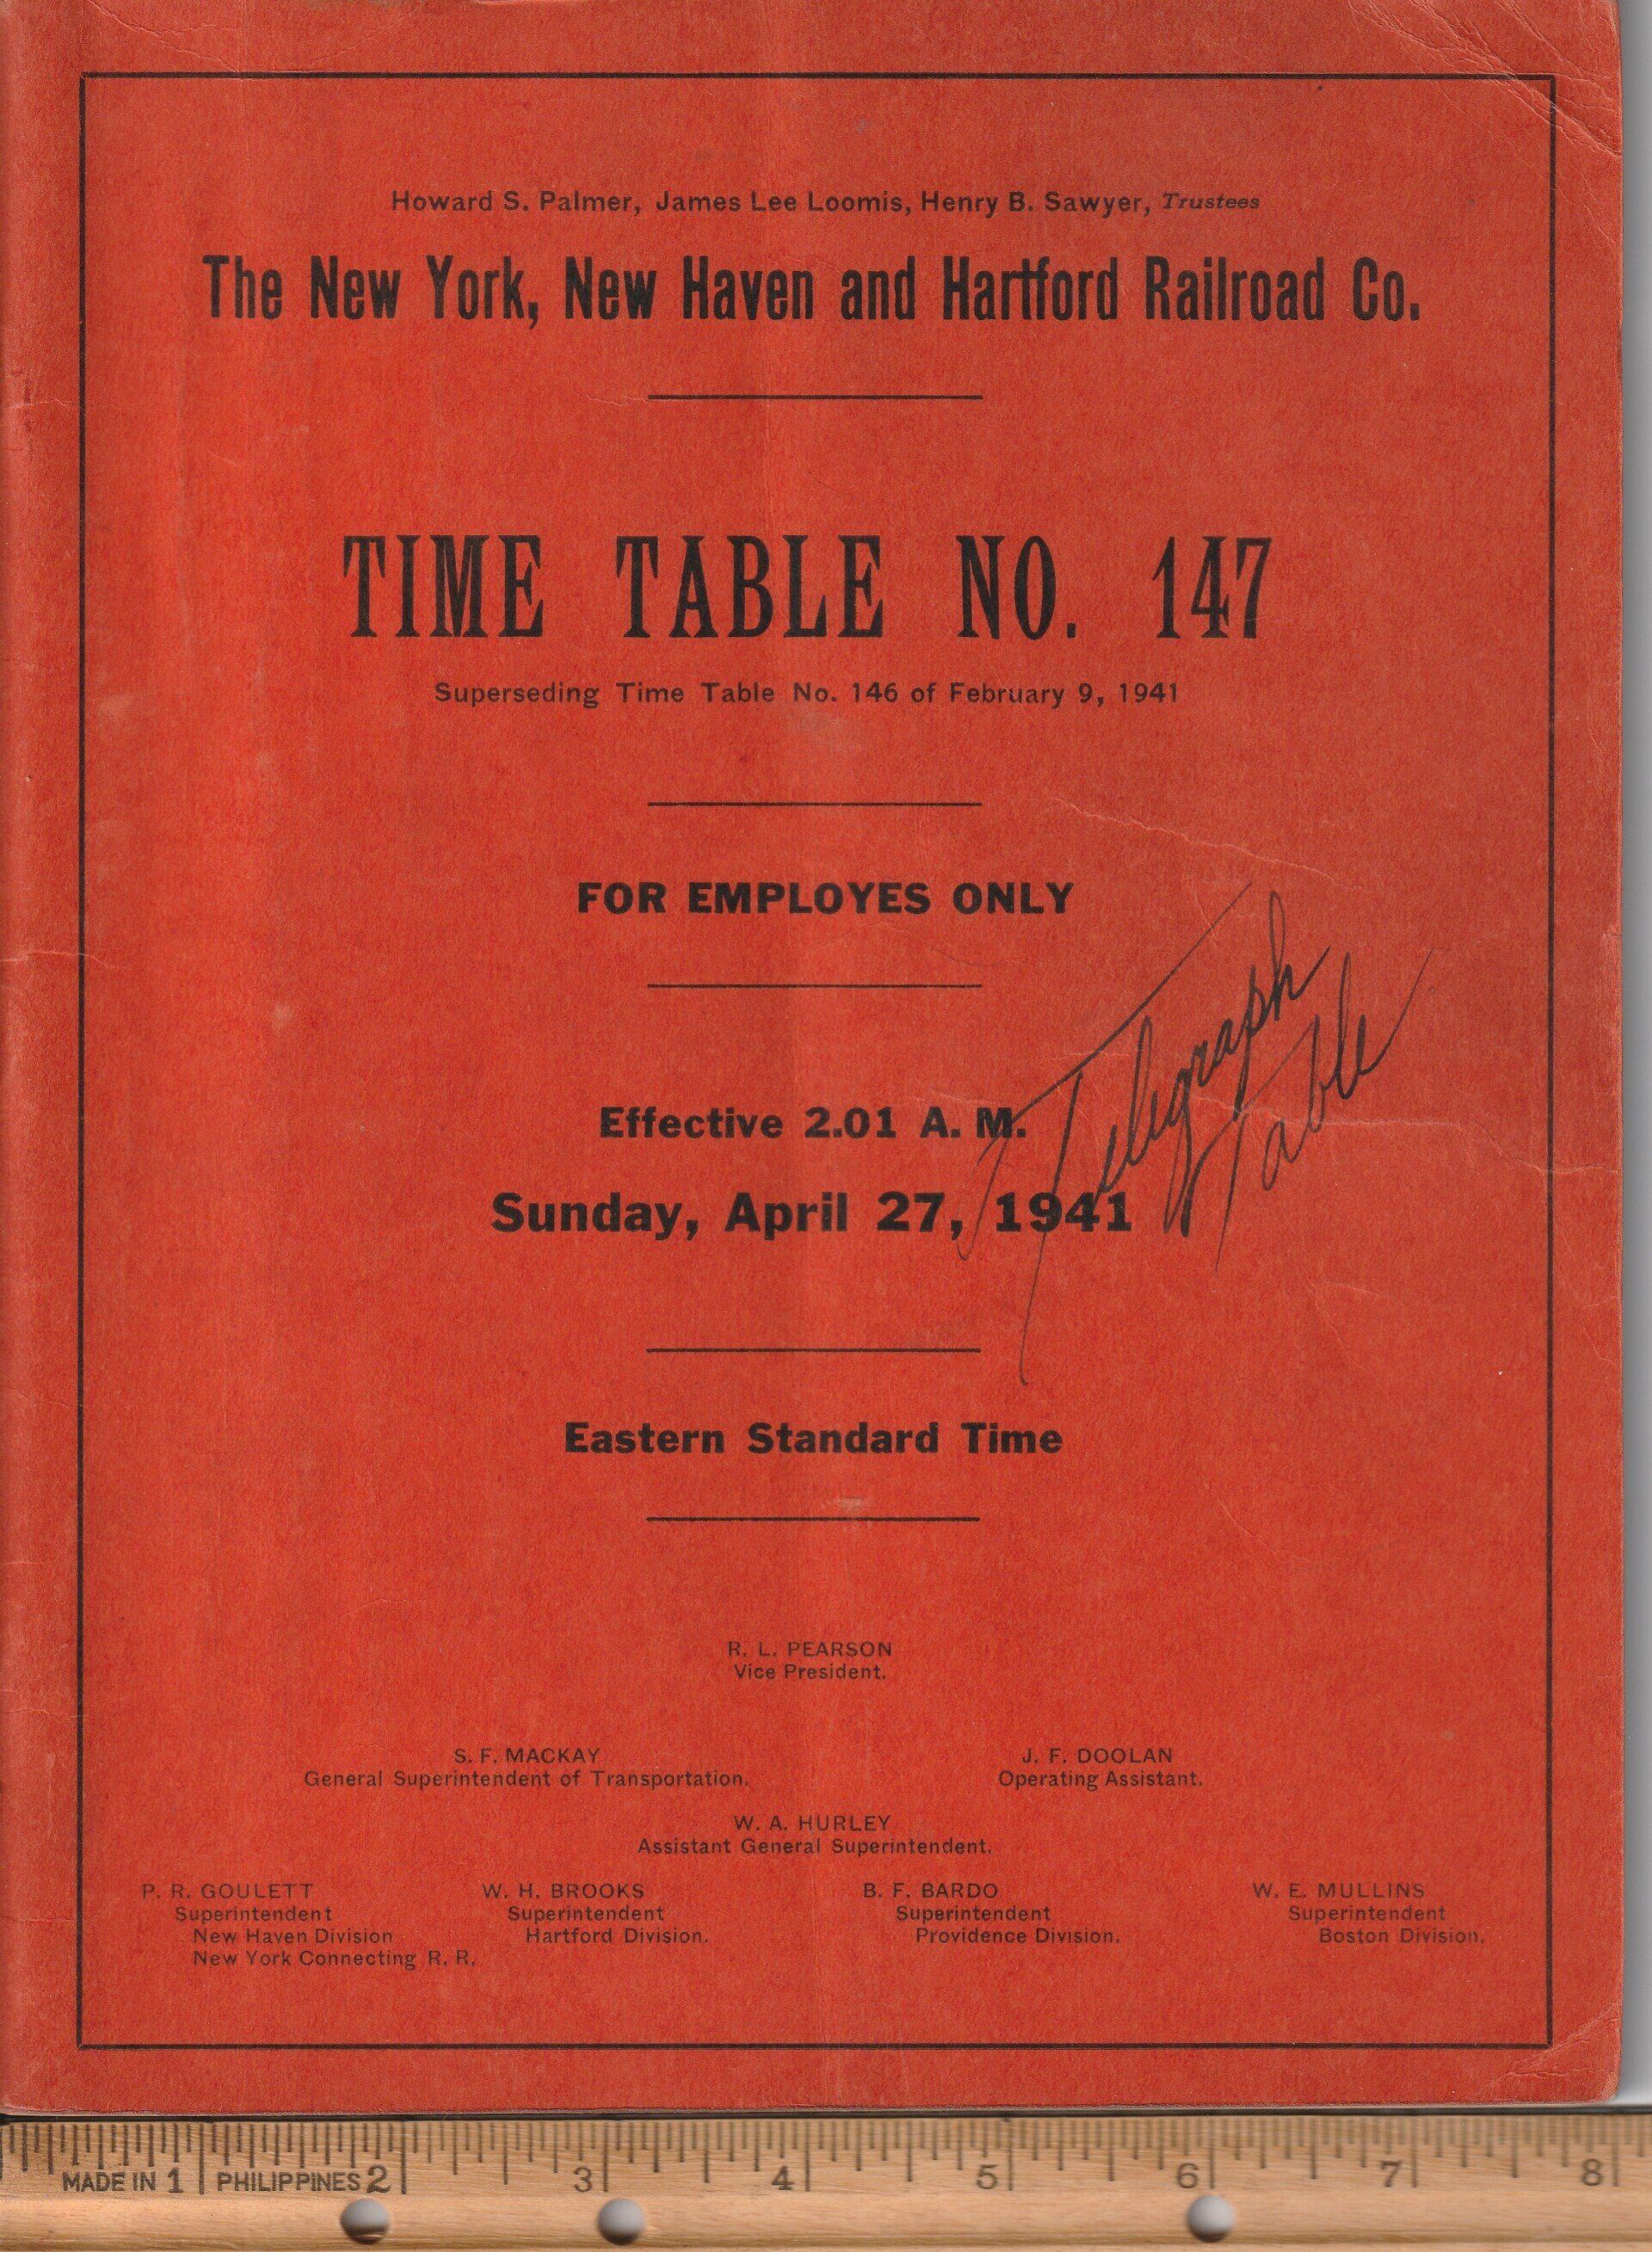 Howard S. Palmer, James Lee Loomis, Henry B. Sawyer, Trustees
The New York, New Haven and Hartford Railroad Co.
TIME TABLE NO. 147
Superseding Time Table No. 146 of February 9, 1941
FOR EMPLOYES ONLY
Telegraph
Table
Effective 2.01 A. M.
Sunday, April 27, 1941
Eastern Standard Time
R. L. PEARSON
Vice President.
S. F. MACKAY
General Superintendent of Transportation.
J. F. DOOLAN
Operating Assistant.
W. A. HURLEY
Assistant General Superintendent.
P. R. GOULETT
Superintendent
New Haven Division
New York Connecting R. R.
W. H. BROOKS
Superintendent
Hartford Division.
B. F. BARDO
Superintendent
Providence Division.
W. E. MULLINS
Superintendent
Boston Division.
MADE IN 1 PHILIPPINES 2 3 4 5 6 7 8